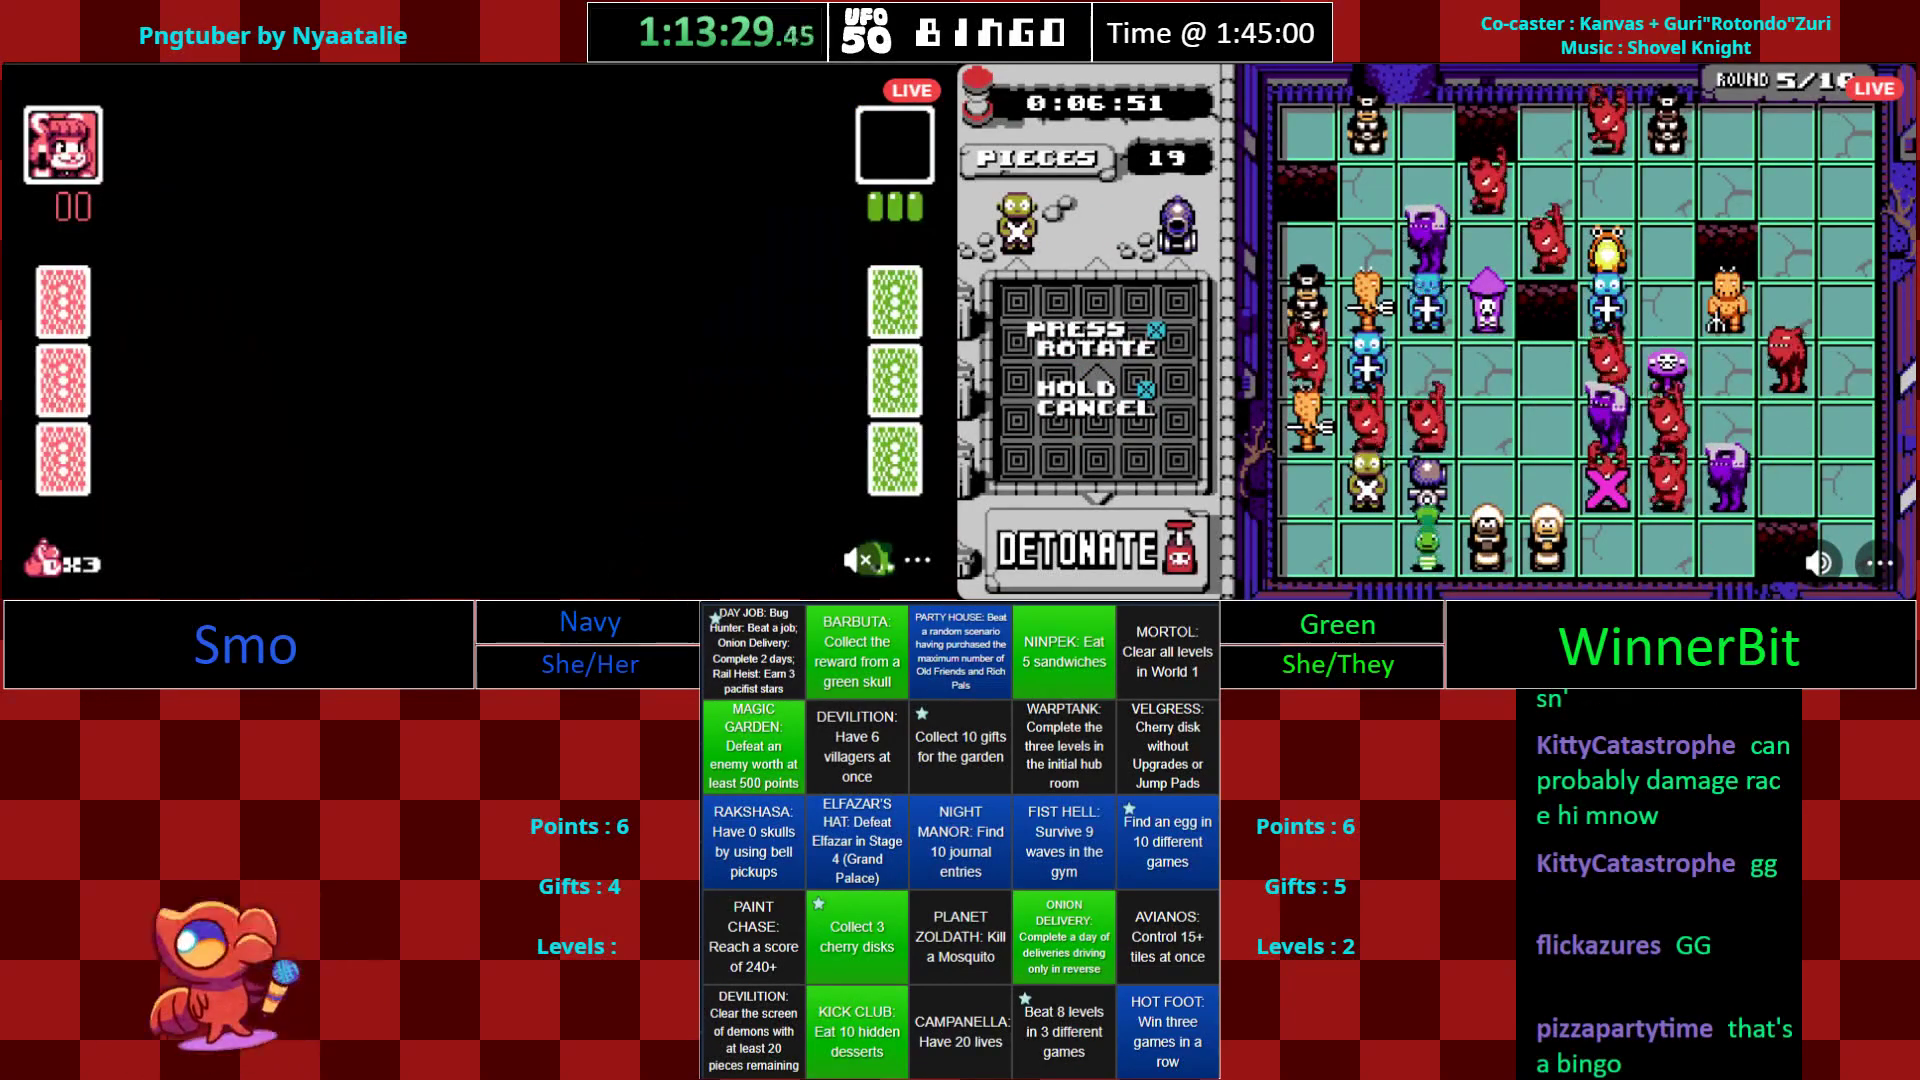 Pngtuber by Nyaatalie
1:13:29.45
UFO 50
BINGO
Time @ 1:45:00
Co-caster : Kanvas + Guri"Rotondo"Zuri
Music : Shovel Knight
LIVE
00
x3
0:06:51
PIECES 19
PRESS
ROTATE
HOLD
CANCEL
DETONATE
ROUND 5/10
LIVE
Smo
Navy
She/Her
Green
She/They
WinnerBit
DAY JOB: Bug
Hunter: Beat a job;
Onion Delivery:
Complete 2 days;
Rail Heist: Earn 3
pacifist stars
BARBUTA:
Collect the
reward from a
green skull
PARTY HOUSE: Beat
a random scenario
having purchased the
maximum number of
Old Friends and Rich
Pals
NINPEK: Eat
5 sandwiches
MORTOL:
Clear all levels
in World 1
MAGIC
GARDEN:
Defeat an
enemy worth at
least 500 points
DEVILITION:
Have 6
villagers at
once
Collect 10 gifts
for the garden
WARPTANK:
Complete the
three levels in
the initial hub
room
VELGRESS:
Cherry disk
without
Upgrades or
Jump Pads
RAKSHASA:
Have 0 skulls
by using bell
pickups
ELFAZAR'S
HAT: Defeat
Elfazar in Stage
4 (Grand
Palace)
NIGHT
MANOR: Find
10 journal
entries
FIST HELL:
Survive 9
waves in the
gym
Find an egg in
10 different
games
PAINT
CHASE:
Reach a score
of 240+
Collect 3
cherry disks
PLANET
ZOLDATH: Kill
a Mosquito
ONION
DELIVERY:
Complete a day of
deliveries driving
only in reverse
AVIANOS:
Control 15+
tiles at once
DEVILITION:
Clear the screen
of demons with
at least 20
pieces remaining
KICK CLUB:
Eat 10 hidden
desserts
CAMPANELLA:
Have 20 lives
Beat 8 levels
in 3 different
games
HOT FOOT:
Win three
games in a
row
Points : 6
Gifts : 4
Levels :
Points : 6
Gifts : 5
Levels : 2
sn'
KittyCatastrophe can
probably damage rac
e hi mnow
KittyCatastrophe gg
flickazures GG
pizzapartytime that's
a bingo